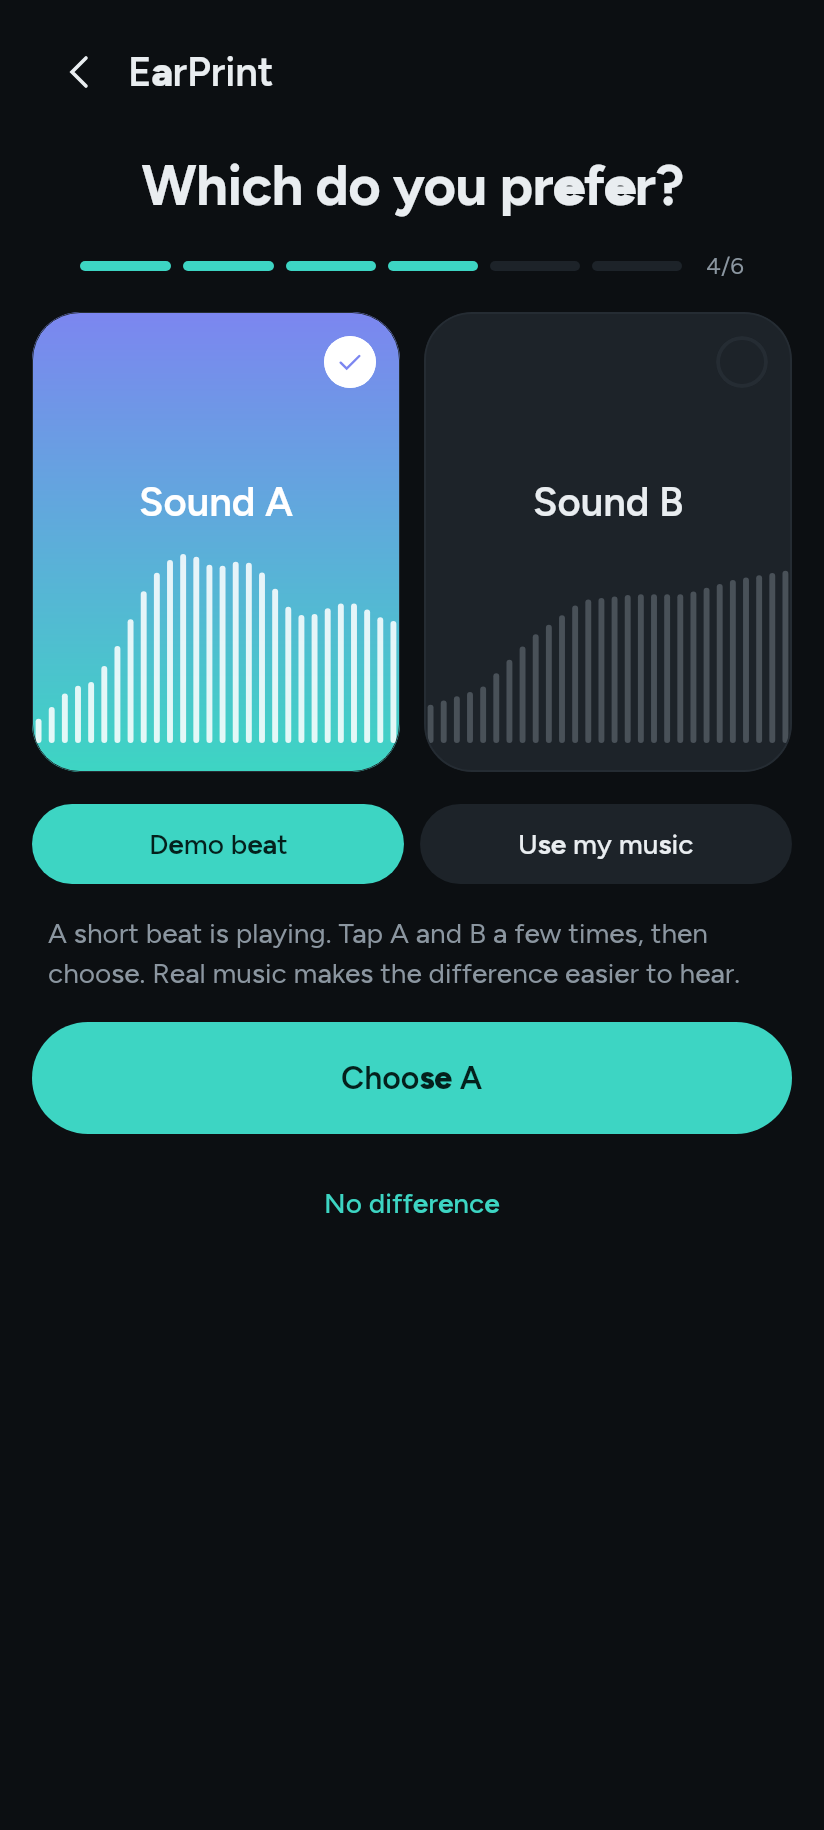 EarPrint
Which do you prefer?
4/6
Sound A
Sound B
Demo beat
Use my music
A short beat is playing. Tap A and B a few times, then
choose. Real music makes the difference easier to hear.
Choose A
No difference